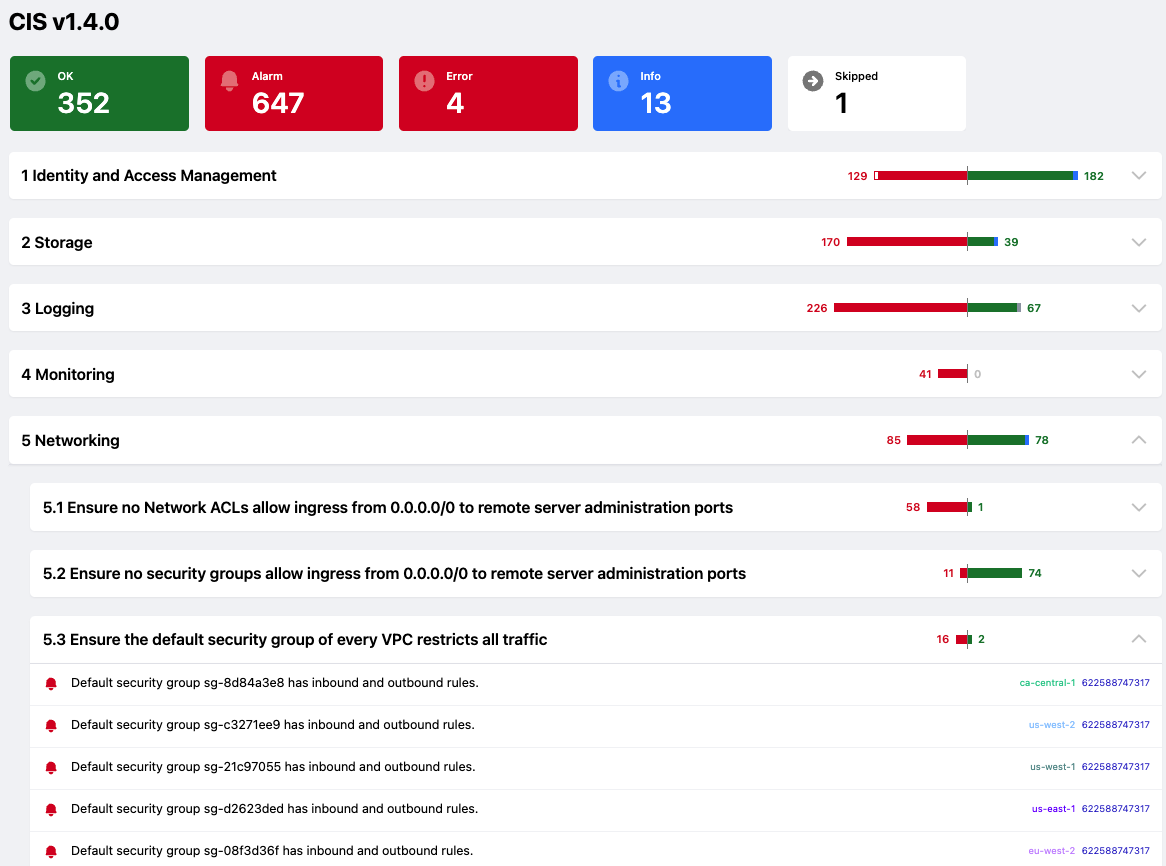 CIS v1.4.0
OK
352
Alarm
647
Error
4
Info
13
Skipped
1
1 Identity and Access Management 129 182
2 Storage 170 39
3 Logging 226 67
4 Monitoring 41 0
5 Networking 85 78
5.1 Ensure no Network ACLs allow ingress from 0.0.0.0/0 to remote server administration ports 58 1
5.2 Ensure no security groups allow ingress from 0.0.0.0/0 to remote server administration ports 11 74
5.3 Ensure the default security group of every VPC restricts all traffic 16 2
Default security group sg-8d84a3e8 has inbound and outbound rules. ca-central-1 622588747317
Default security group sg-c3271ee9 has inbound and outbound rules. us-west-2 622588747317
Default security group sg-21c97055 has inbound and outbound rules. us-west-1 622588747317
Default security group sg-d2623ded has inbound and outbound rules. us-east-1 622588747317
Default security group sg-08f3d36f has inbound and outbound rules. eu-west-2 622588747317